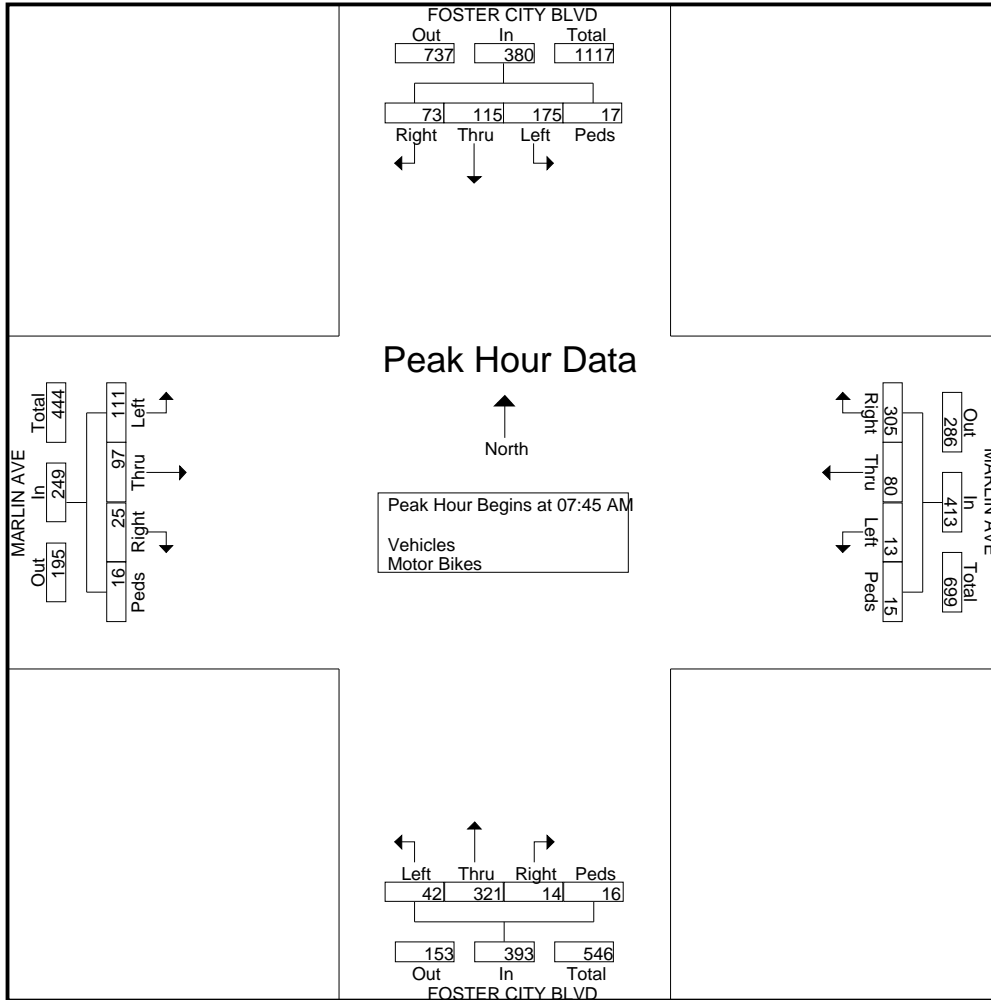 FOSTER CITY BLVD
Out In Total
737 380 1117
73 115 175 17
Right Thru Left Peds
Peak Hour Data
North
Peak Hour Begins at 07:45 AM
Vehicles
Motor Bikes
MARLIN AVE
Out In Total
195 249 444
111 97 25 16
Left Thru Right Peds
MARLIN AVE
Out In Total
286 413 699
305 80 13 15
Right Thru Left Peds
Left Thru Right Peds
42 321 14 16
153 393 546
Out In Total
FOSTER CITY BLVD